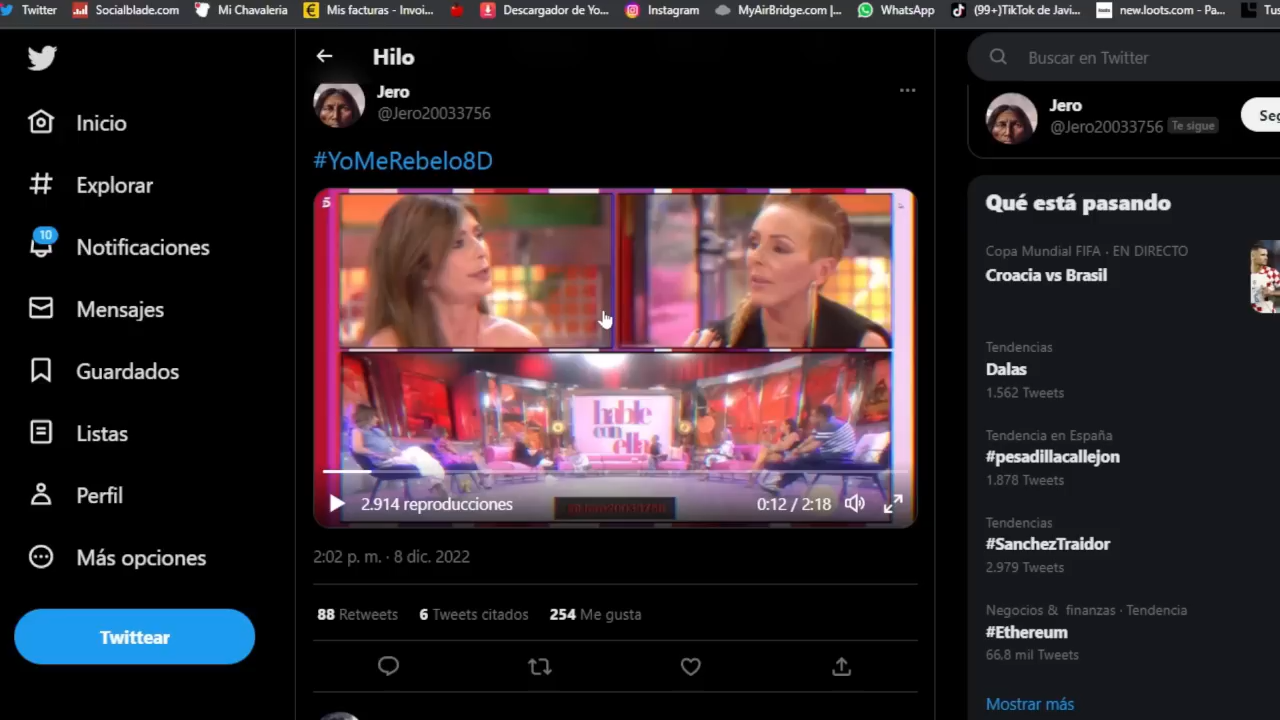 Twitter
Socialblade.com
Mi Chavaleria
Mis facturas - Invoi...
Descargador de Yo...
Instagram
MyAirbridge.com |...
WhatsApp
(99+)TikTok de Javi...
new.loots.com - Pa...
Tus
Hilo
Buscar en Twitter
Jero
@Jero20033756
Jero
@Jero20033756 Te sigue
Seg
Inicio
Explorar
10
Notificaciones
Mensajes
Guardados
Listas
Perfil
Más opciones
Twittear
#YoMeRebelo8D
5
hable
con
ella
2.914 reproducciones
0:12 / 2:18
2:02 p. m. · 8 dic. 2022
88 Retweets 6 Tweets citados 254 Me gusta
Qué está pasando
Copa Mundial FIFA · EN DIRECTO
Croacia vs Brasil
Tendencias
Dalas
1.562 Tweets
Tendencia en España
#pesadillacallejon
1.878 Tweets
Tendencias
#SanchezTraidor
2.979 Tweets
Negocios & finanzas · Tendencia
#Ethereum
66,8 mil Tweets
Mostrar más